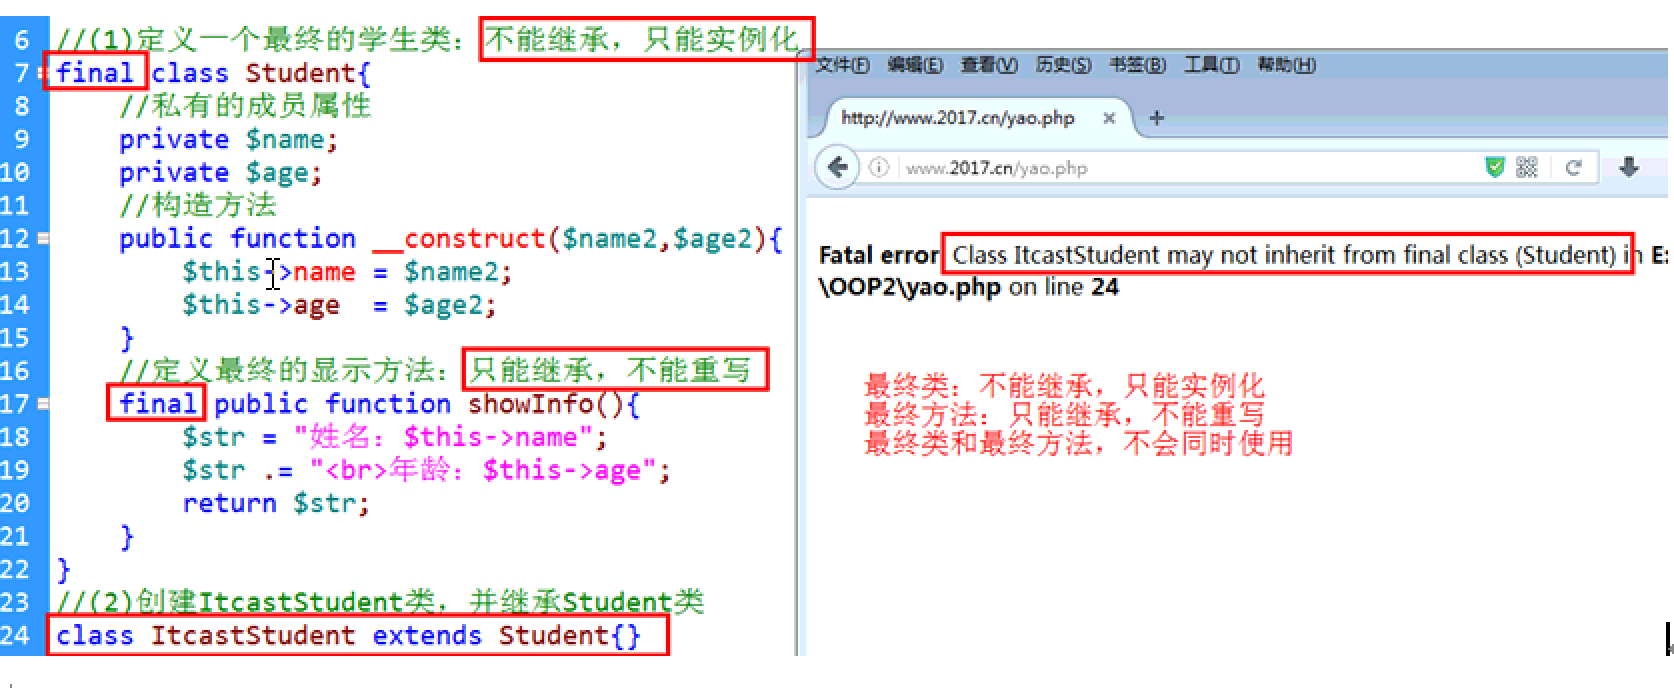 6 //(1)定义一个最终的学生类：不能继承，只能实例化
7 final class Student{
8 //私有的成员属性
9 private $name;
10 private $age;
11 //构造方法
12 public function __construct($name2,$age2){
13 $this->name = $name2;
14 $this->age  = $age2;
15 }
16 //定义最终的显示方法：只能继承，不能重写
17 final public function showInfo(){
18 $str = "姓名：$this->name";
19 $str .= "<br>年龄：$this->age";
20 return $str;
21 }
22 }
23 //(2)创建ItcastStudent类，并继承Student类
24 class ItcastStudent extends Student{}
文件(F) 编辑(E) 查看(V) 历史(S) 书签(B) 工具(T) 帮助(H)
http://www.2017.cn/yao.php × +
www.2017.cn/yao.php
Fatal error Class ItcastStudent may not inherit from final class (Student) in E:
\OOP2\yao.php on line 24
最终类：不能继承，只能实例化
最终方法：只能继承，不能重写
最终类和最终方法，不会同时使用